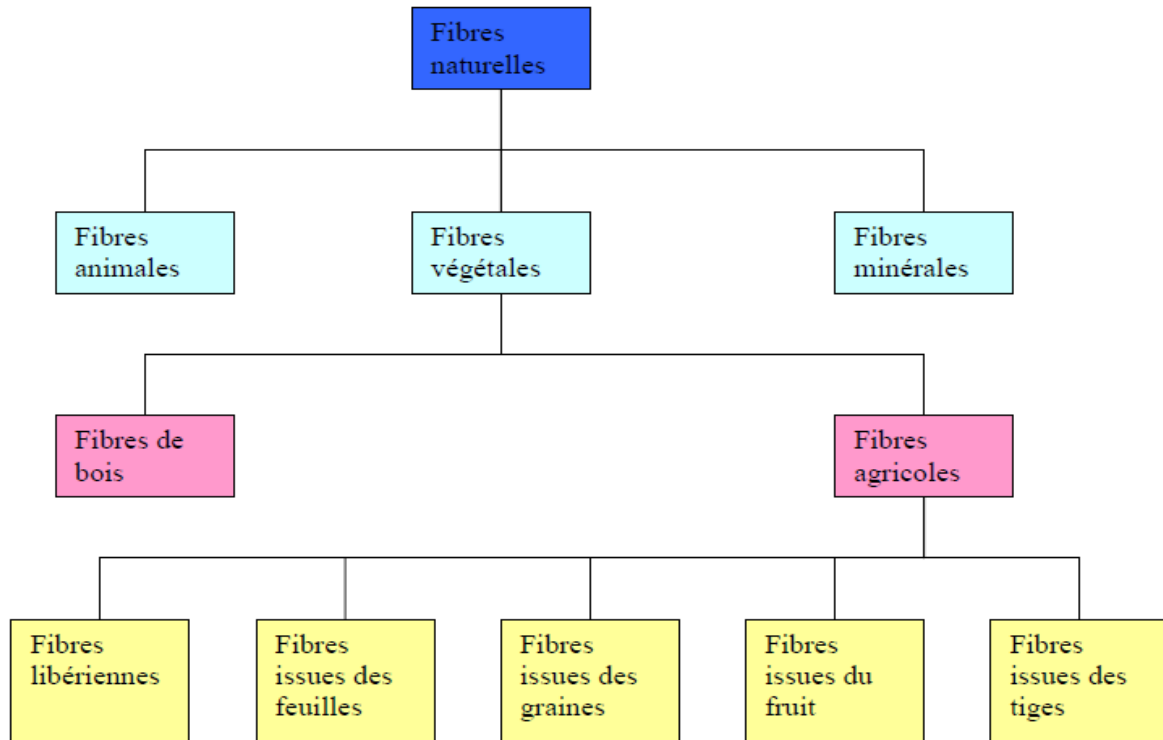 Fibres
naturelles
Fibres
animales
Fibres
végétales
Fibres
minérales
Fibres de
bois
Fibres
agricoles
Fibres
libériennes
Fibres
issues des
feuilles
Fibres
issues des
graines
Fibres
issues du
fruit
Fibres
issues des
tiges